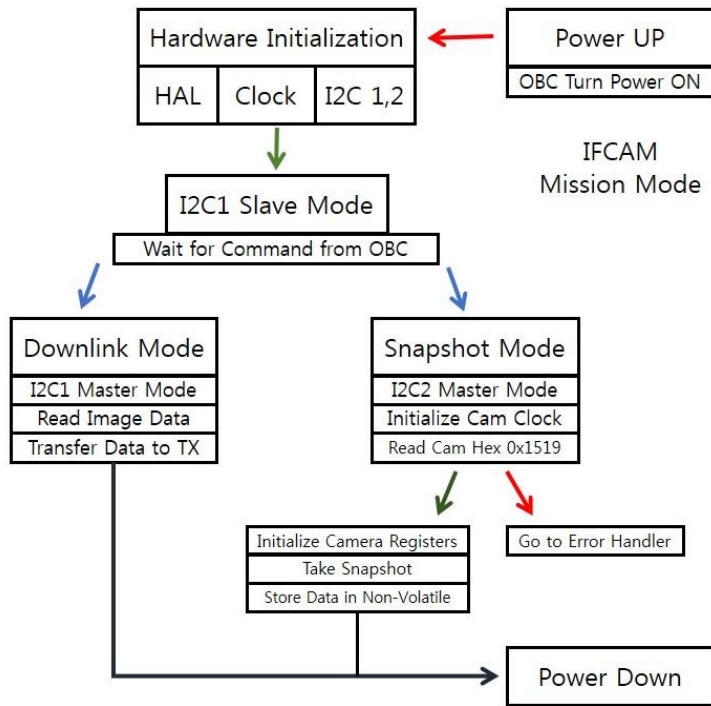 Hardware Initialization
HAL
Clock
I2C 1,2
Power UP
OBC Turn Power ON
IFCAM
Mission Mode
I2C1 Slave Mode
Wait for Command from OBC
Downlink Mode
I2C1 Master Mode
Read Image Data
Transfer Data to TX
Snapshot Mode
I2C2 Master Mode
Initialize Cam Clock
Read Cam Hex 0x1519
Initialize Camera Registers
Take Snapshot
Store Data in Non-Volatile
Go to Error Handler
Power Down